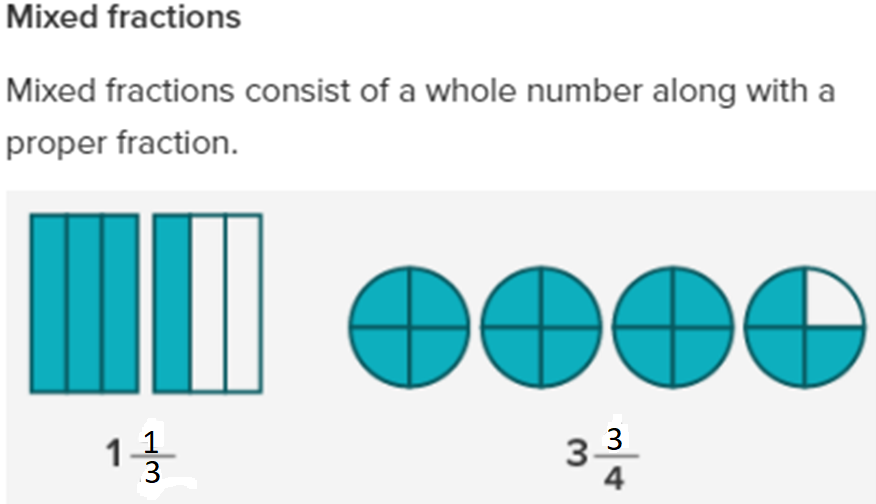 Mixed fractions
Mixed fractions consist of a whole number along with a
proper fraction.
1 1/3
3 3/4